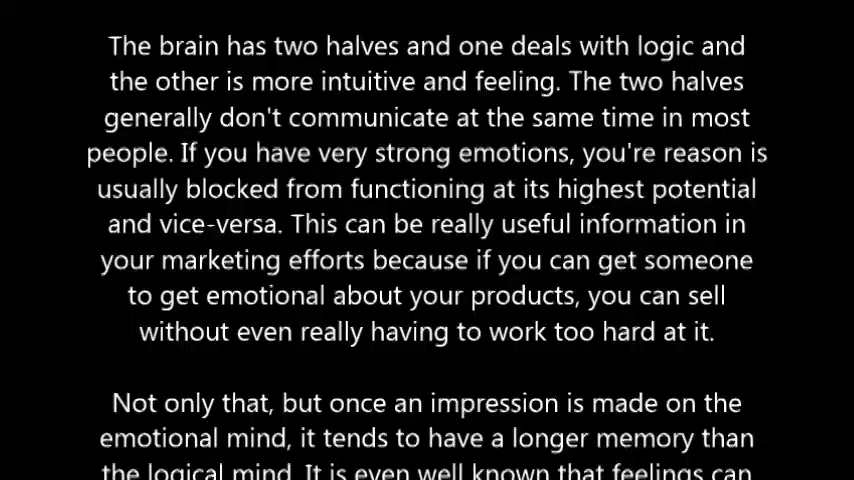 The brain has two halves and one deals with logic and
the other is more intuitive and feeling. The two halves
generally don't communicate at the same time in most
people. If you have very strong emotions, you're reason is
usually blocked from functioning at its highest potential
and vice-versa. This can be really useful information in
your marketing efforts because if you can get someone
to get emotional about your products, you can sell
without even really having to work too hard at it.
Not only that, but once an impression is made on the
emotional mind, it tends to have a longer memory than
the logical mind. It is even well known that feelings can